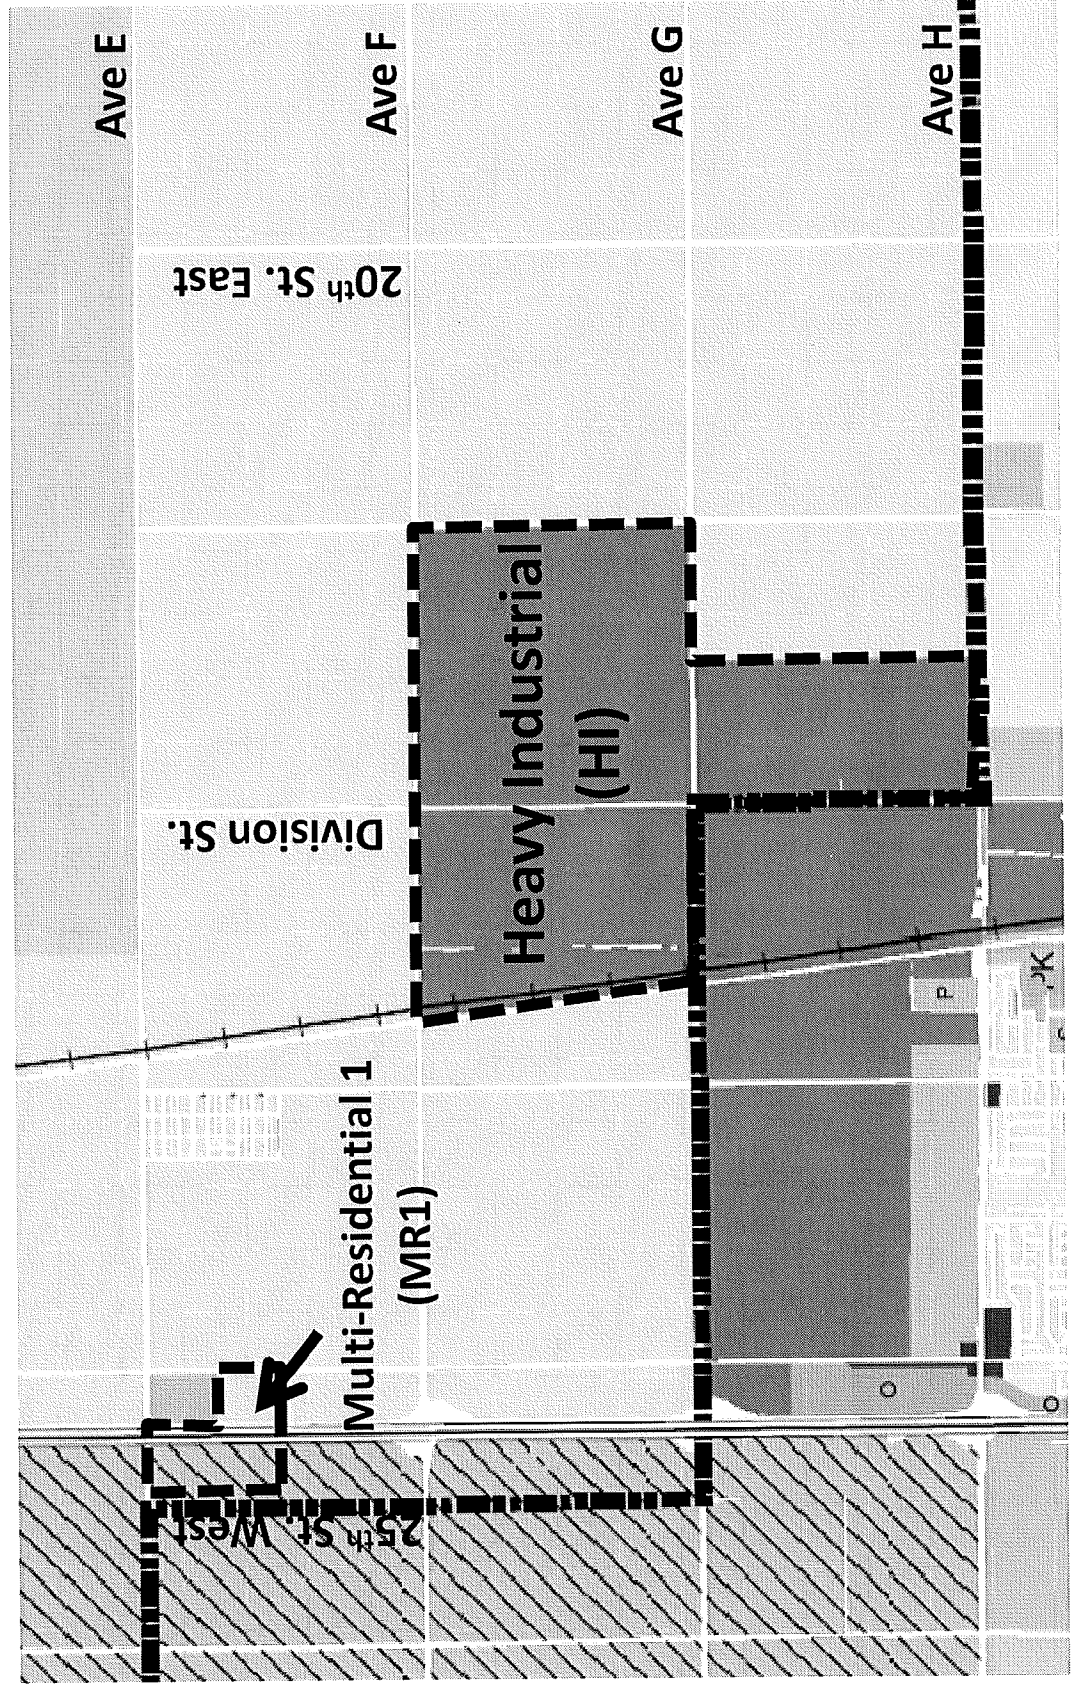 Ave E
Ave F
Ave G
Ave H
20th St. East
Division St.
25th St. West
Heavy Industrial
(HI)
Multi-Residential 1
(MR1)
P
O
O